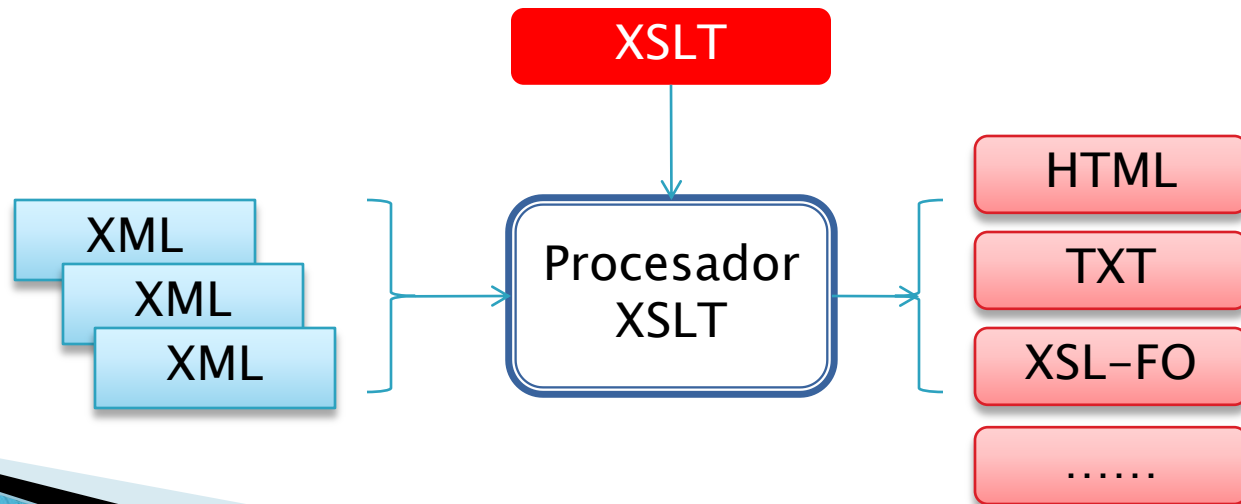 XSLT
XML
XML
XML
Procesador
XSLT
HTML
TXT
XSL-FO
......